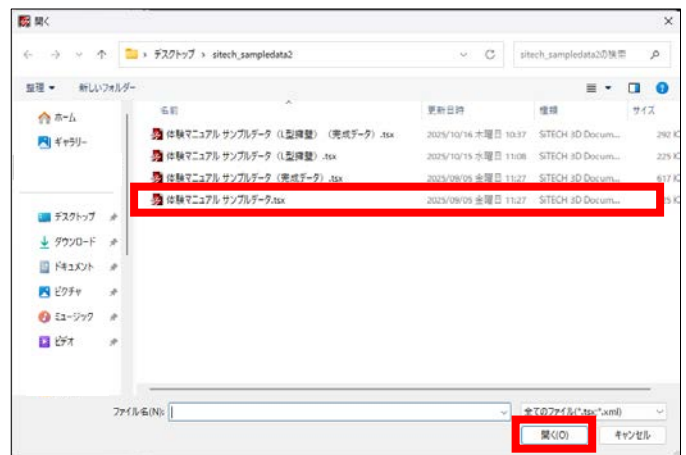 開く
デスクトップ › sitech_sampledata2
sitech_sampledata2の検索
整理 新しいフォルダー
名前 更新日時 種類 サイズ
体験マニュアル サンプルデータ（L型擁壁）（完成データ）.tsx 2025/10/16 木曜日 10:37 SiTECH 3D Docum... 292 K
体験マニュアル サンプルデータ（L型擁壁）.tsx 2025/10/15 水曜日 11:08 SiTECH 3D Docum... 225 K
体験マニュアル サンプルデータ（完成データ）.tsx 2025/09/05 金曜日 11:27 SiTECH 3D Docum... 617 K
体験マニュアル サンプルデータ.tsx 2025/09/05 金曜日 11:27 SiTECH 3D Docum...
ホーム
ギャラリー
デスクトップ
ダウンロード
ドキュメント
ピクチャ
ミュージック
ビデオ
ファイル名(N): 全てのファイル(*.tsx;*.xml)
開く(O) キャンセル